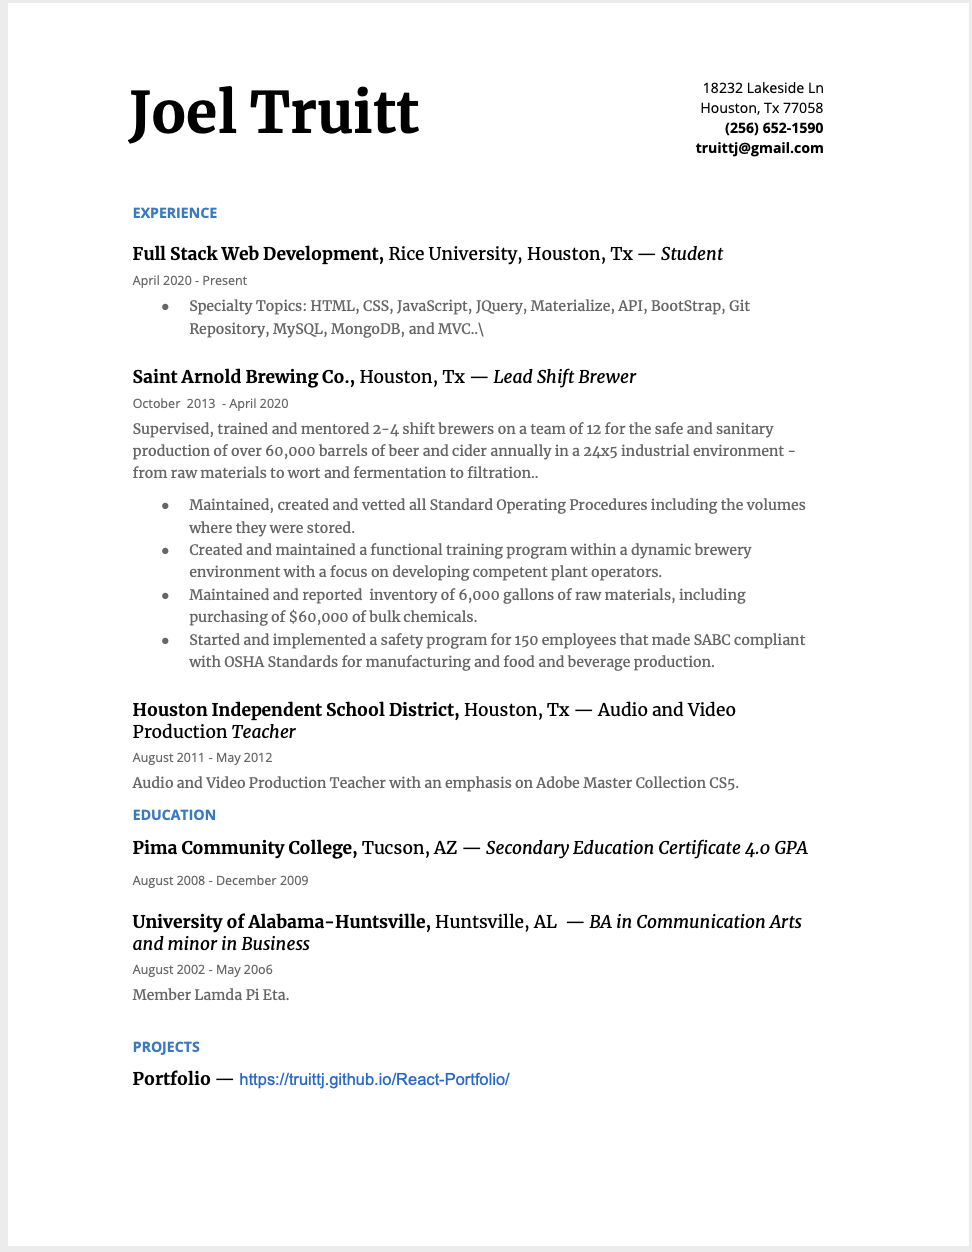 Joel Truitt
18232 Lakeside Ln
Houston, Tx 77058
(256) 652-1590
truittj@gmail.com
EXPERIENCE
Full Stack Web Development, Rice University, Houston, Tx — Student
April 2020 - Present
● Specialty Topics: HTML, CSS, JavaScript, JQuery, Materialize, API, BootStrap, Git
Repository, MySQL, MongoDB, and MVC..\
Saint Arnold Brewing Co., Houston, Tx — Lead Shift Brewer
October  2013  - April 2020
Supervised, trained and mentored 2-4 shift brewers on a team of 12 for the safe and sanitary
production of over 60,000 barrels of beer and cider annually in a 24x5 industrial environment -
from raw materials to wort and fermentation to filtration..
● Maintained, created and vetted all Standard Operating Procedures including the volumes
where they were stored.
● Created and maintained a functional training program within a dynamic brewery
environment with a focus on developing competent plant operators.
● Maintained and reported  inventory of 6,000 gallons of raw materials, including
purchasing of $60,000 of bulk chemicals.
● Started and implemented a safety program for 150 employees that made SABC compliant
with OSHA Standards for manufacturing and food and beverage production.
Houston Independent School District, Houston, Tx — Audio and Video
Production Teacher
August 2011 - May 2012
Audio and Video Production Teacher with an emphasis on Adobe Master Collection CS5.
EDUCATION
Pima Community College, Tucson, AZ — Secondary Education Certificate 4.0 GPA
August 2008 - December 2009
University of Alabama-Huntsville, Huntsville, AL  — BA in Communication Arts
and minor in Business
August 2002 - May 20o6
Member Lamda Pi Eta.
PROJECTS
Portfolio — https://truittj.github.io/React-Portfolio/